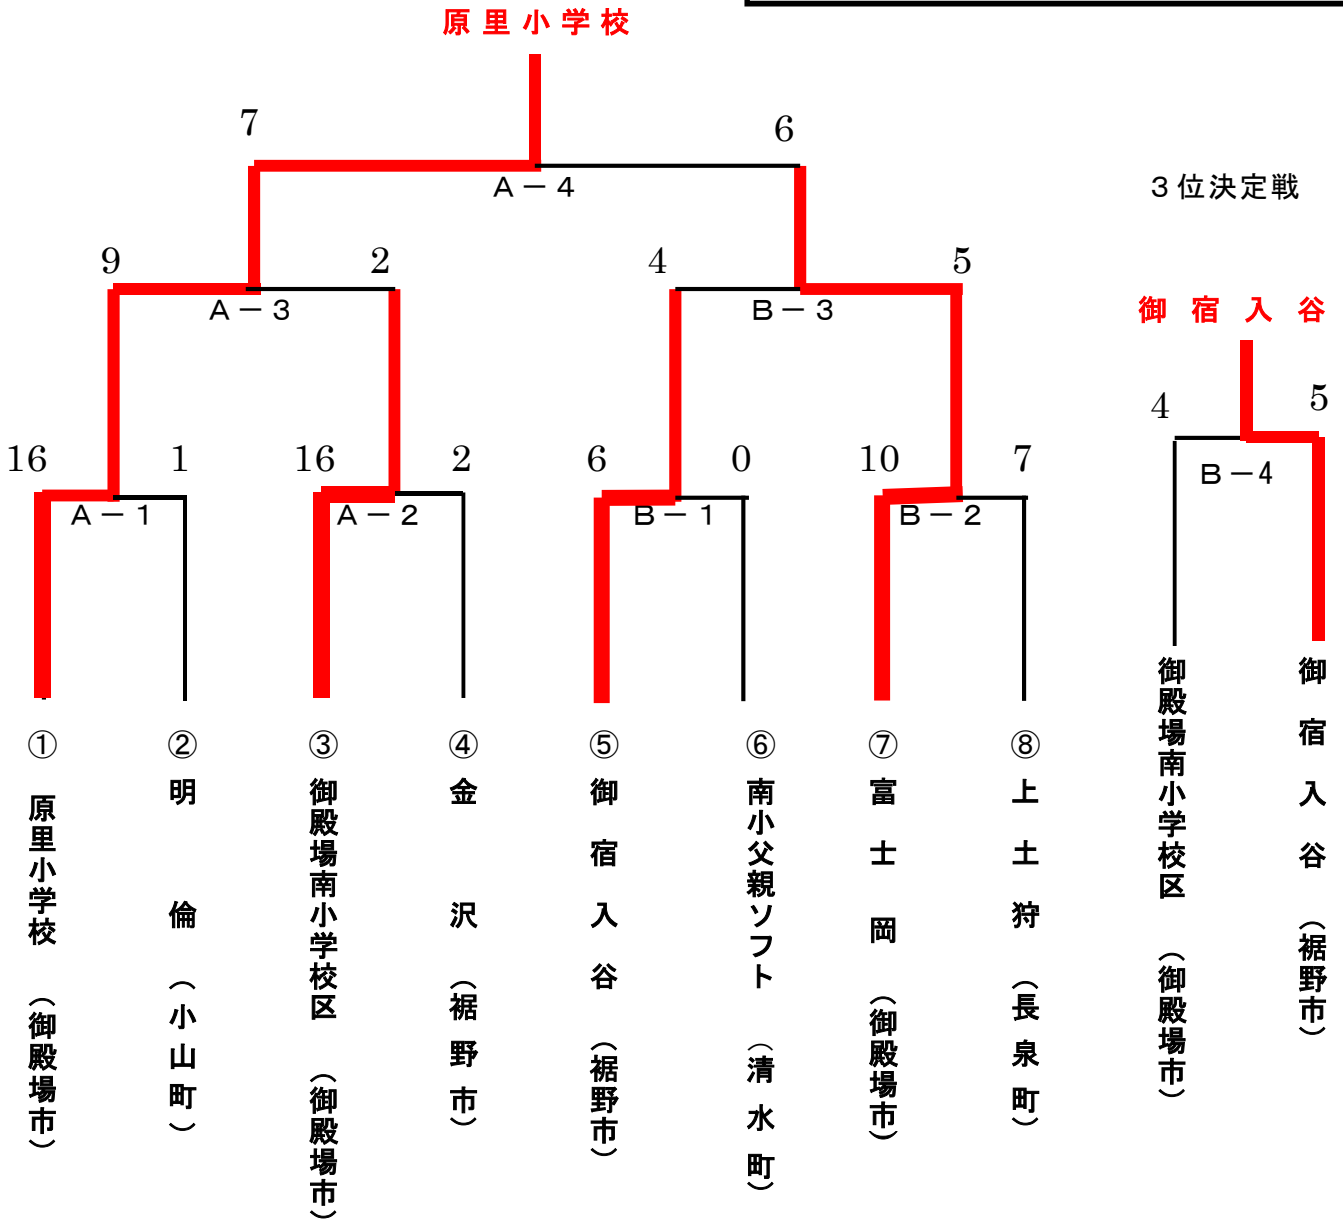 原里小学校
7
6
A－4
3位決定戦
9
2
4
5
A－3
B－3
御宿入谷
4
5
B－4
16
1
16
2
6
0
10
7
A－1
A－2
B－1
B－2
① 原里小学校 （御殿場市）
② 明倫 （小山町）
③ 御殿場南小学校区 （御殿場市）
④ 金沢 （裾野市）
⑤ 御宿入谷 （裾野市）
⑥ 南小父親ソフト （清水町）
⑦ 富士岡 （御殿場市）
⑧ 上土狩 （長泉町）
御殿場南小学校区 （御殿場市）
御宿入谷 （裾野市）